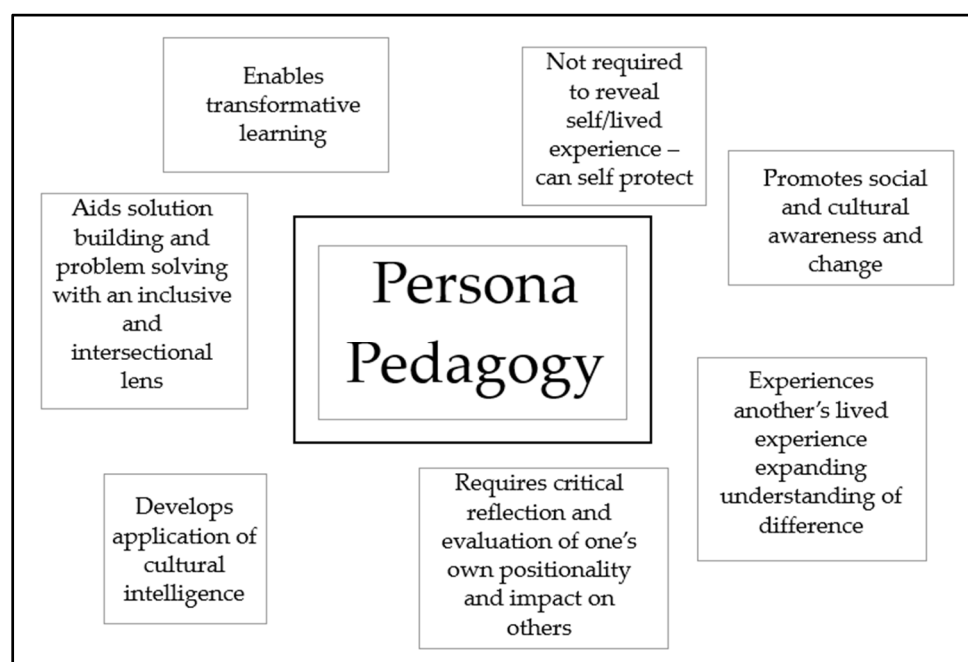 Enables
transformative
learning
Not required
to reveal
self/lived
experience –
can self protect
Promotes social
and cultural
awareness and
change
Aids solution
building and
problem solving
with an inclusive
and
intersectional
lens
Persona
Pedagogy
Experiences
another's lived
experience
expanding
understanding of
difference
Develops
application of
cultural
intelligence
Requires critical
reflection and
evaluation of one's
own positionality
and impact on
others